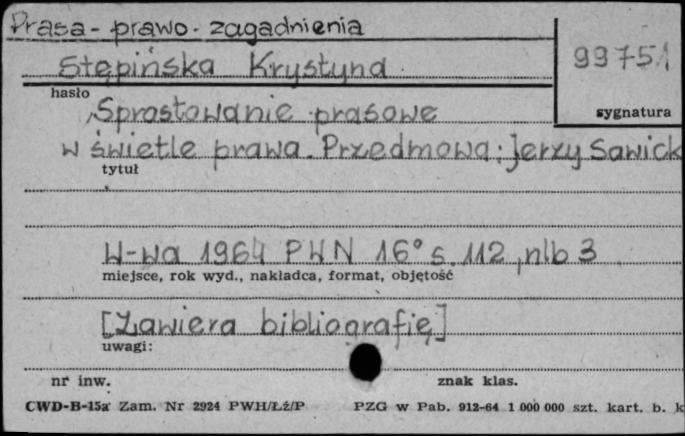 Prasa - prawo - zagadnienia
99751
Stępińska Krystyna
hasło
sygnatura
Sprostowanie prasowe
w świetle prawa. Przedmowa: Jerzy Sawick
tytuł
W-wa 1964 PWN 16° s. 112, nlb 3
miejsce, rok wyd., nakładca, format, objętość
[Zawiera bibliografię]
uwagi:
nr inw.
znak klas.
CWD-B-15a Zam. Nr 2924 PWH/Łź/P PZG w Pab. 912-64 1 000 000 szt. kart. b. k